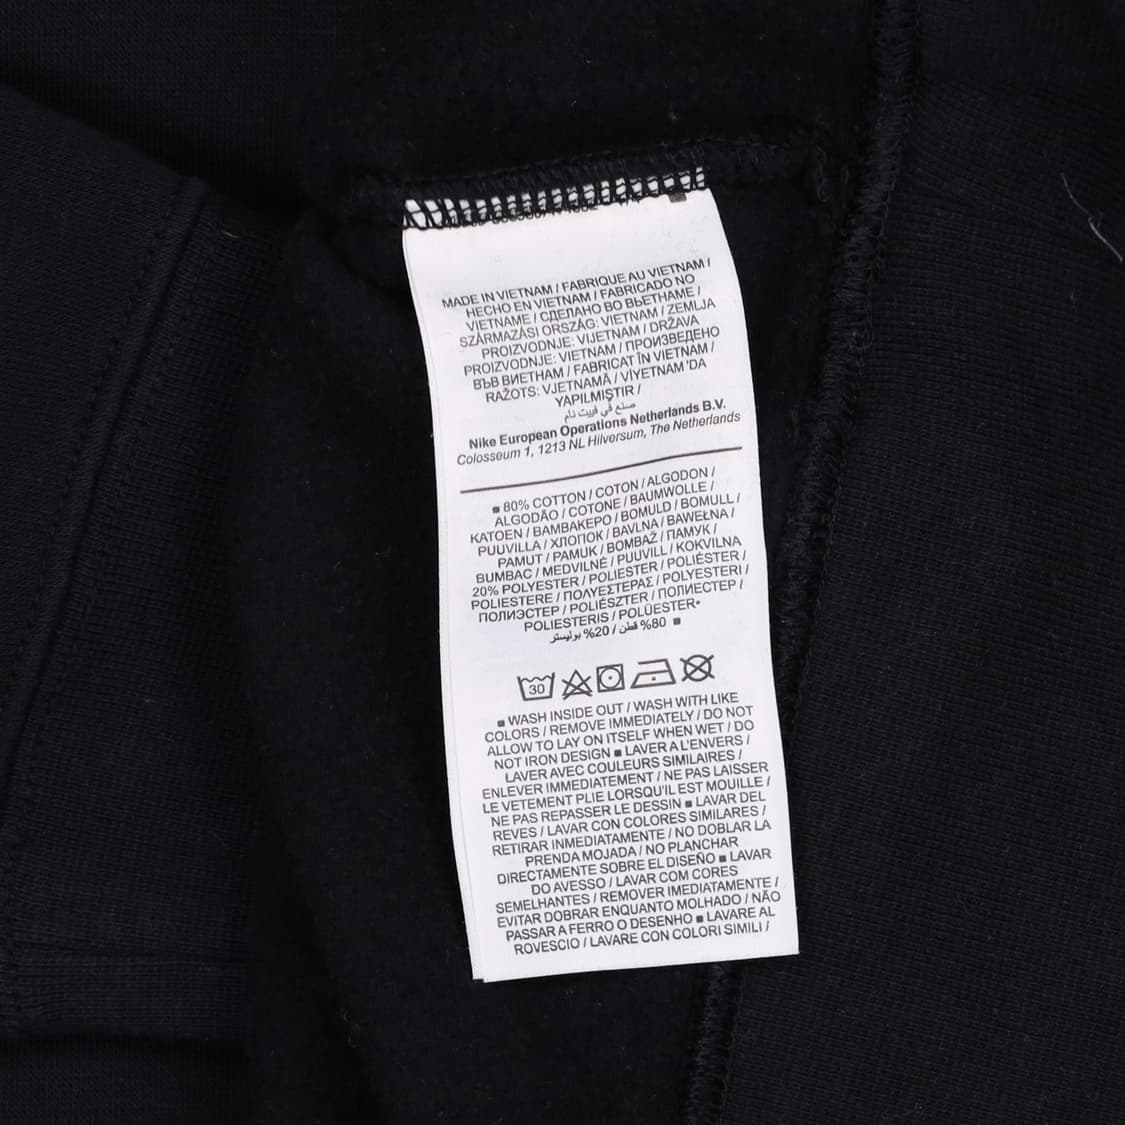 MADE IN VIETNAM / FABRIQUE AU VIETNAM /
HECHO EN VIETNAM / FABRICADO NO
VIETNAME / СДЕЛАНО ВО ВЬЕТНАМЕ /
SZÁRMAZÁSI ORSZÁG: VIETNAM / ZEMLJA
PROIZVODNJE: VIJETNAM / DRŽAVA
PROIZVODNJE: VIETNAM / ПРОИЗВЕДЕНО
ВЪВ ВИЕТНАМ / FABRICAT ÎN VIETNAM /
RAŽOTS: VJETNAMĀ / VİYETNAM 'DA
YAPILMIŞTIR /
صنع في فييت نام
Nike European Operations Netherlands B.V.
Colosseum 1, 1213 NL Hilversum, The Netherlands
■ 80% COTTON / COTON / ALGODON /
ALGODÃO / COTONE / BAUMWOLLE /
KATOEN / ΒΑΜΒΑΚΕΡΟ / BOMULD / BOMULL /
PUUVILLA / ХЛОПОК / BAVLNA / BAWEŁNA /
PAMUT / PAMUK / BOMBAŽ / ПАМУК /
BUMBAC / MEDVILNĖ / PUUVILL / KOKVILNA
20% POLYESTER / POLIESTER / POLIÉSTER /
POLIESTERE / ΠΟΛΥΕΣΤΕΡΑΣ / POLYESTERI /
ПОЛИЭСТЕР / POLIÉSZTER / ПОЛИЕСТЕР /
POLIESTERIS / POLÜESTER•
80% قطن / 20% بوليستر ■
30
■ WASH INSIDE OUT / WASH WITH LIKE
COLORS / REMOVE IMMEDIATELY / DO NOT
ALLOW TO LAY ON ITSELF WHEN WET / DO
NOT IRON DESIGN ■ LAVER A L'ENVERS /
LAVER AVEC COULEURS SIMILAIRES /
ENLEVER IMMEDIATEMENT / NE PAS LAISSER
LE VETEMENT PLIE LORSQU'IL EST MOUILLE /
NE PAS REPASSER LE DESSIN ■ LAVAR DEL
REVES / LAVAR CON COLORES SIMILARES /
RETIRAR INMEDIATAMENTE / NO DOBLAR LA
PRENDA MOJADA / NO PLANCHAR
DIRECTAMENTE SOBRE EL DISEÑO ■ LAVAR
DO AVESSO / LAVAR COM CORES
SEMELHANTES / REMOVER IMEDIATAMENTE /
EVITAR DOBRAR ENQUANTO MOLHADO / NÃO
PASSAR A FERRO O DESENHO ■ LAVARE AL
ROVESCIO / LAVARE CON COLORI SIMILI /